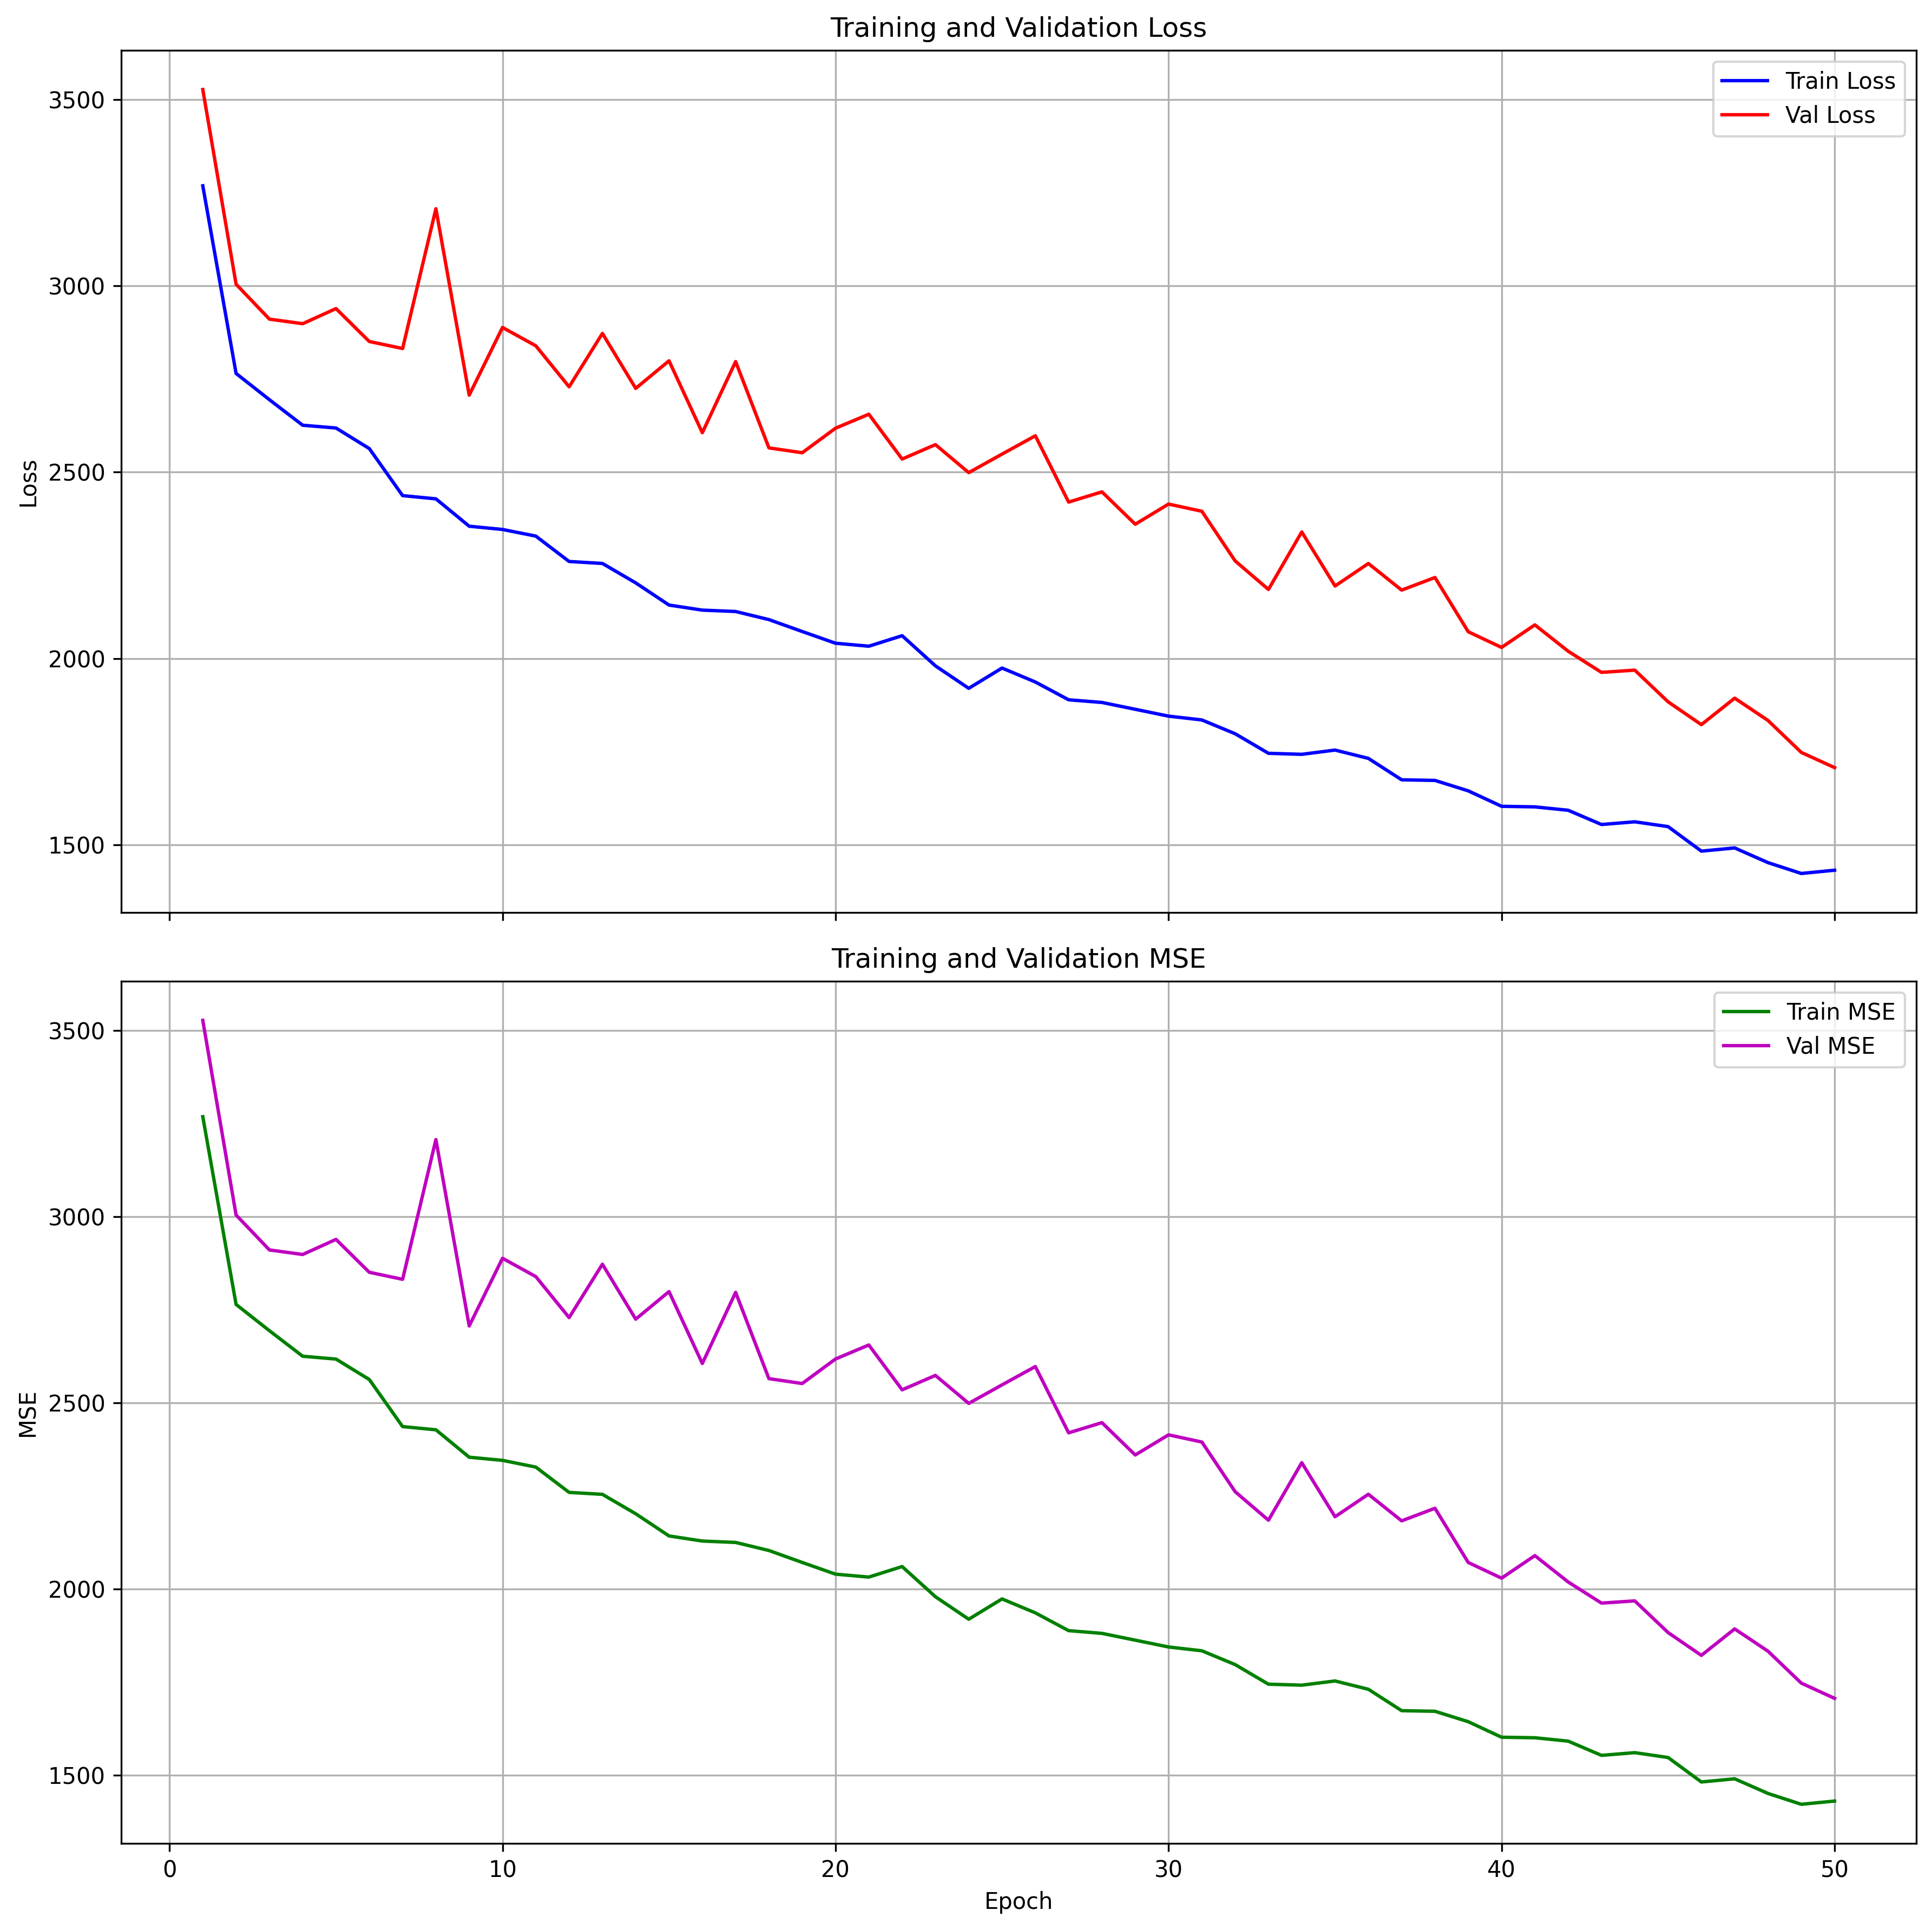 Training and Validation Loss
3500
3000
2500
2000
1500
Loss
Train Loss
Val Loss
Training and Validation MSE
3500
3000
2500
2000
1500
MSE
Train MSE
Val MSE
0 10 20 30 40 50
Epoch